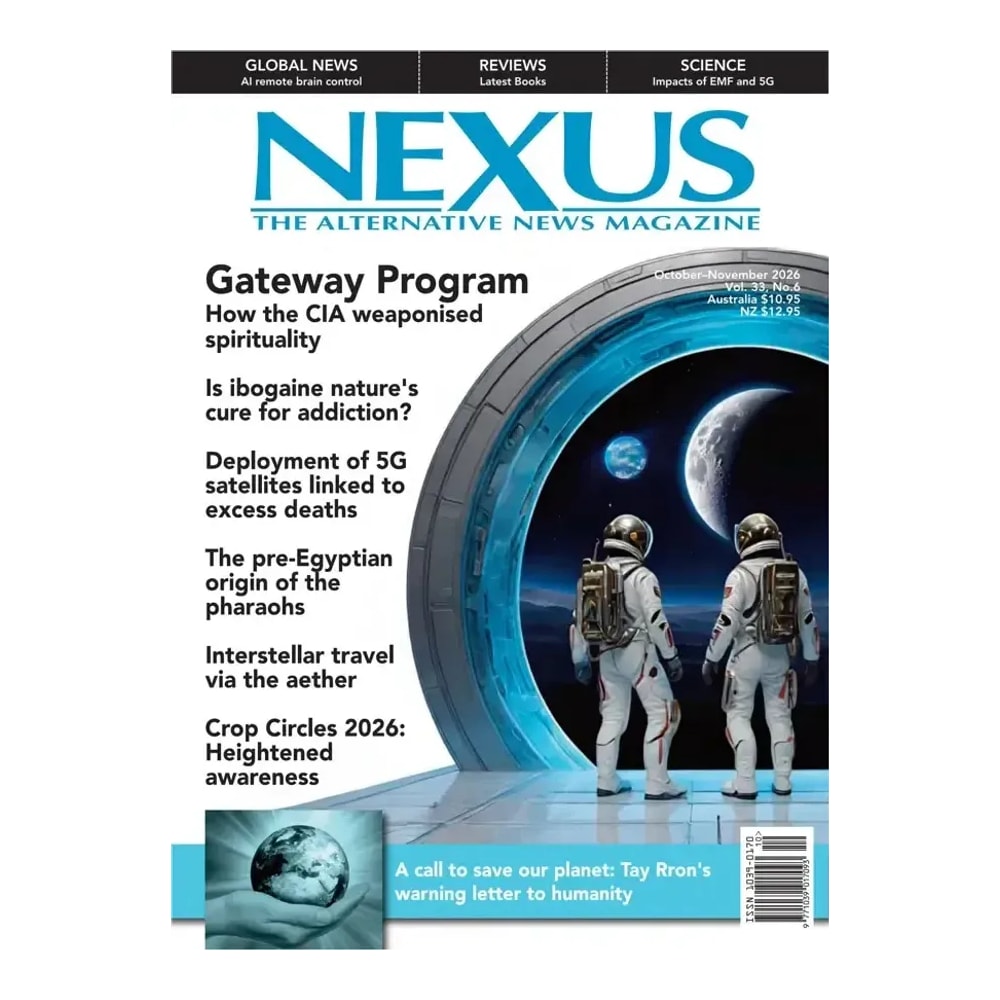 GLOBAL NEWS
AI remote brain control
REVIEWS
Latest Books
SCIENCE
Impacts of EMF and 5G
NEXUS
THE ALTERNATIVE NEWS MAGAZINE
October–November 2026
Vol. 33, No.6
Australia $10.95
NZ $12.95
Gateway Program
How the CIA weaponised
spirituality
Is ibogaine nature's
cure for addiction?
Deployment of 5G
satellites linked to
excess deaths
The pre-Egyptian
origin of the
pharaohs
Interstellar travel
via the aether
Crop Circles 2026:
Heightened
awareness
A call to save our planet: Tay Rron's
warning letter to humanity
ISSN 1039-0170
10>
9 771039 017093